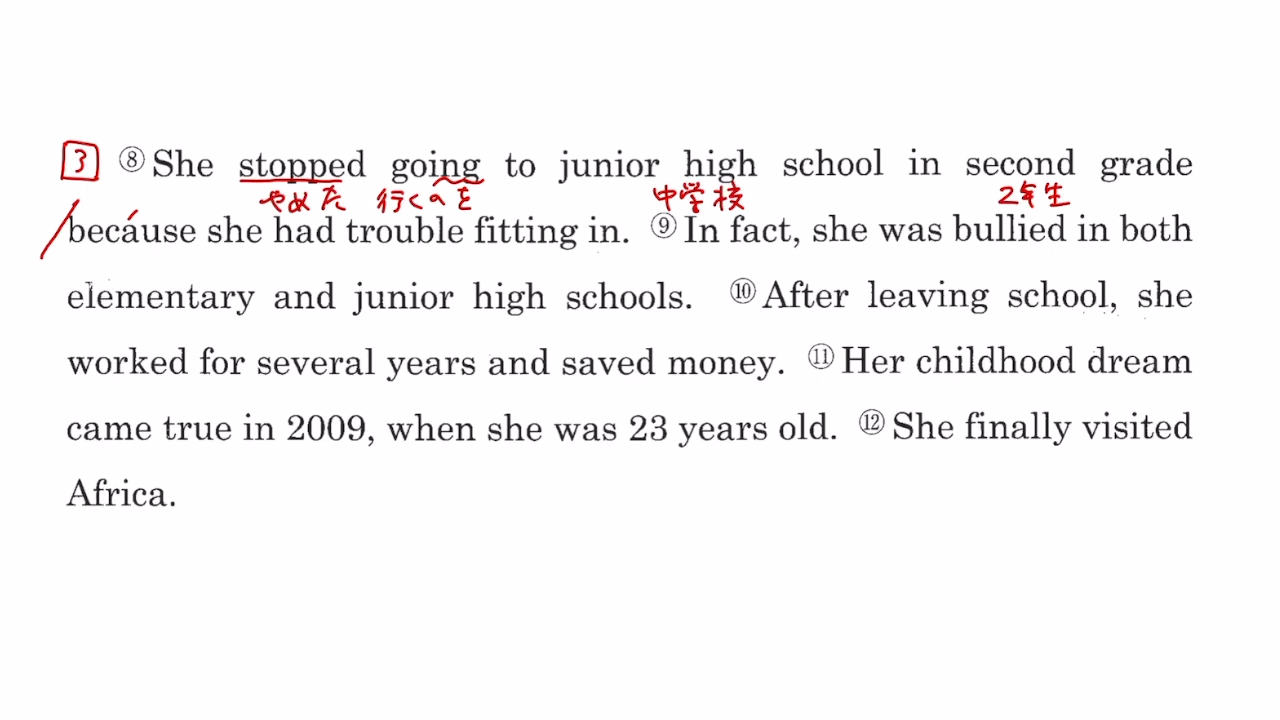 3 ⑧She stopped going to junior high school in second grade
やめた 行くのを 中学校 2年生
because she had trouble fitting in. ⑨In fact, she was bullied in both
elementary and junior high schools. ⑩After leaving school, she
worked for several years and saved money. ⑪Her childhood dream
came true in 2009, when she was 23 years old. ⑫She finally visited
Africa.